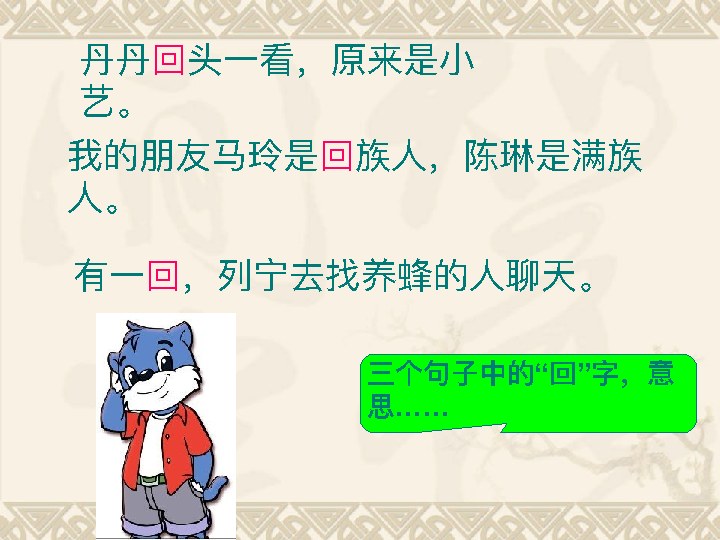 丹丹回头一看，原来是小
艺。
我的朋友马玲是回族人，陈琳是满族
人。
有一回，列宁去找养蜂的人聊天。
三个句子中的“回”字，意
思……